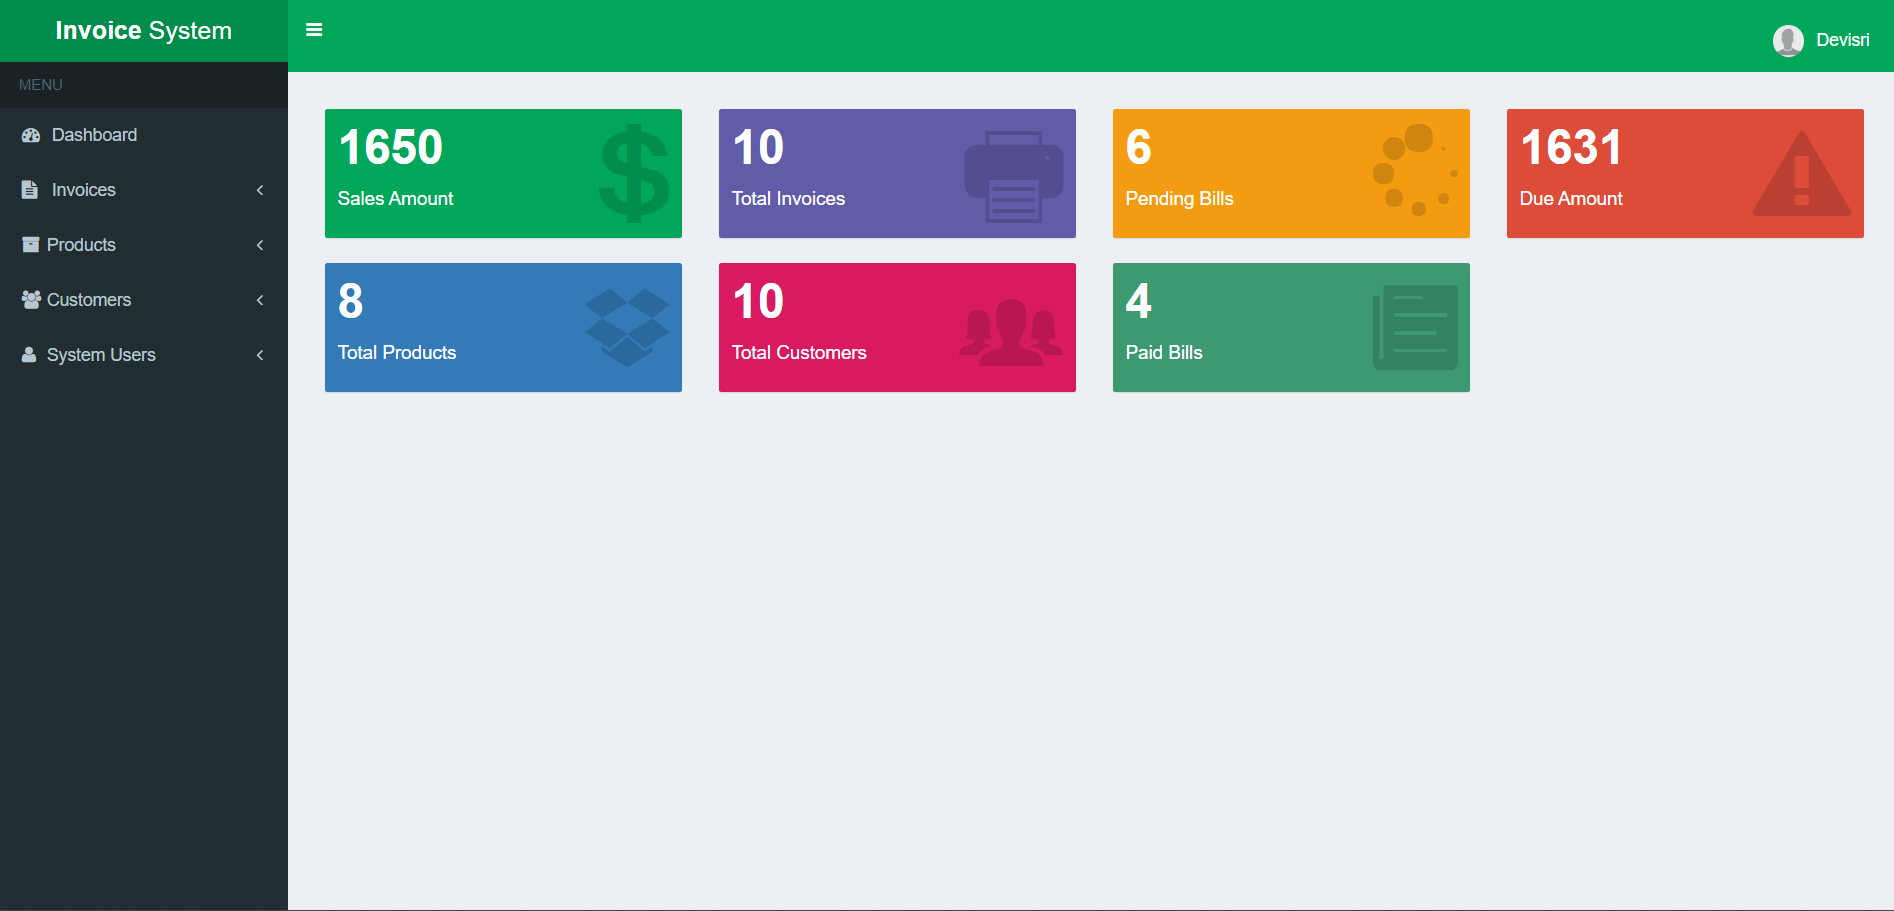 Invoice System
Devisri
MENU
Dashboard
Invoices
Products
Customers
System Users
1650
Sales Amount
10
Total Invoices
6
Pending Bills
1631
Due Amount
8
Total Products
10
Total Customers
4
Paid Bills